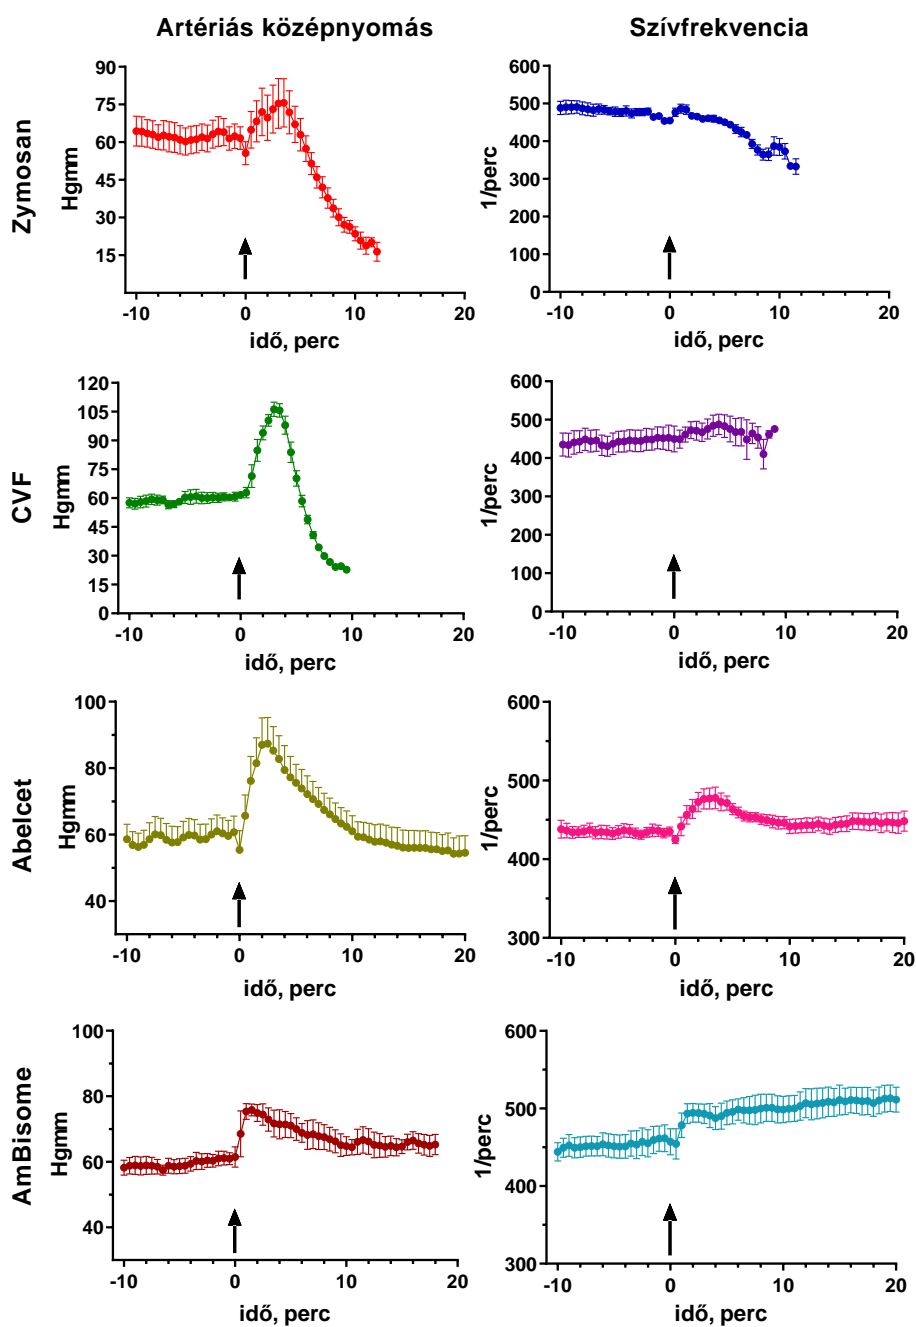 Artériás középnyomás
Szívfrekvencia
Zymosan
Hgmm
90
75
60
45
30
15
-10 0 10 20
idő, perc
1/perc
600
500
400
300
200
100
0
-10 0 10 20
idő, perc
CVF
Hgmm
120
105
90
75
60
45
30
15
0
-10 0 10 20
idő, perc
1/perc
600
500
400
300
200
100
0
-10 0 10 20
idő, perc
Abelcet
Hgmm
100
80
60
40
-10 0 10 20
idő, perc
1/perc
600
500
400
300
-10 0 10 20
idő, perc
AmBisome
Hgmm
100
80
60
40
-10 0 10 20
idő, perc
1/perc
600
500
400
300
-10 0 10 20
idő, perc